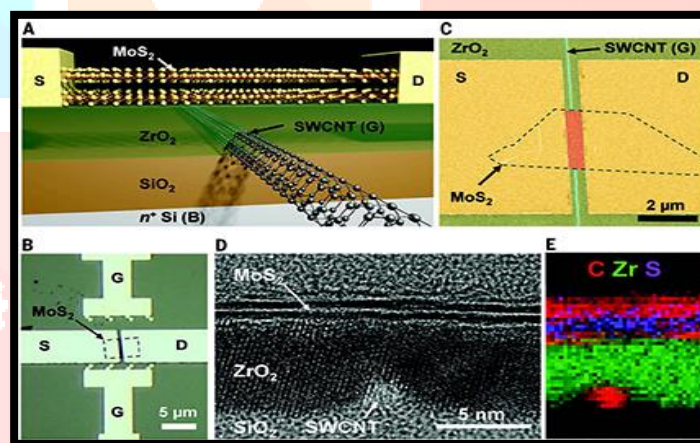 A
MoS₂
S
D
ZrO₂
SWCNT (G)
SiO₂
n⁺ Si (B)
C
ZrO₂
SWCNT (G)
S
D
MoS₂
2 µm
B
G
MoS₂
S
D
G
5 µm
D
MoS₂
ZrO₂
SiO₂
SWCNT
5 nm
E
C Zr S